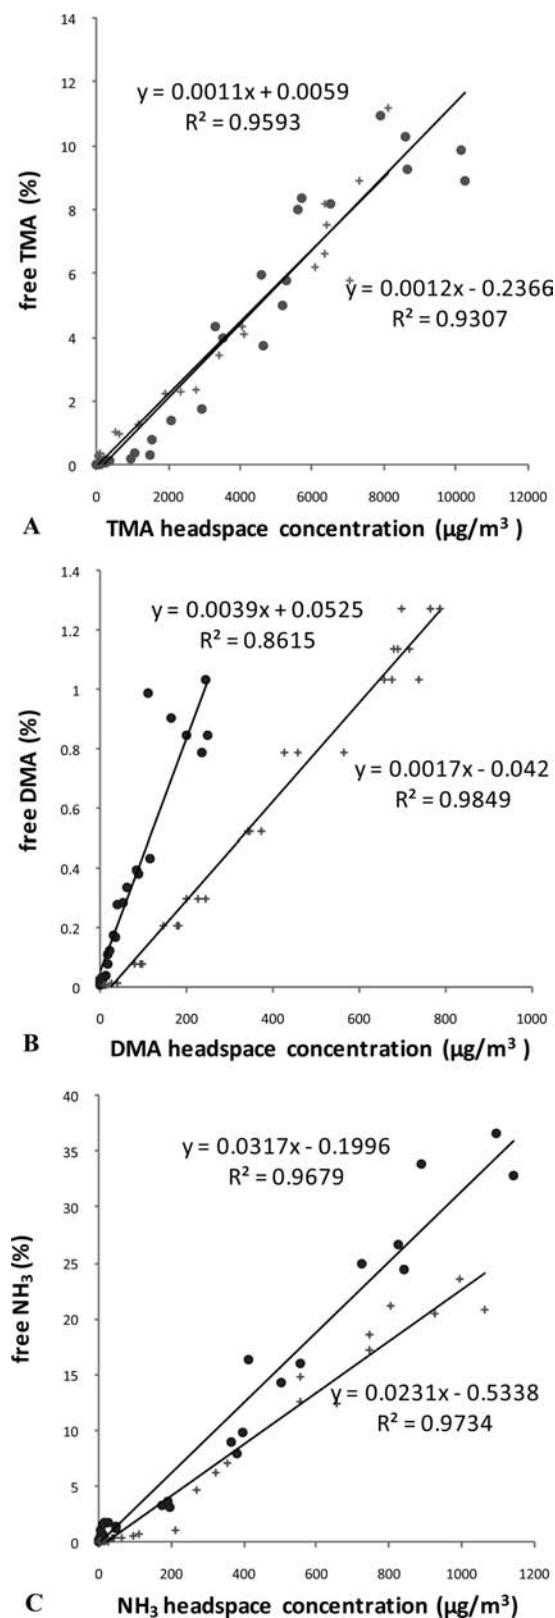 14
12
y = 0.0011x + 0.0059
R² = 0.9593
10
free TMA (%)
8
6
y = 0.0012x - 0.2366
R² = 0.9307
4
2
0
0 2000 4000 6000 8000 10000 12000
A TMA headspace concentration (µg/m³ )
1.4
y = 0.0039x + 0.0525
R² = 0.8615
1.2
1
free DMA (%)
0.8
y = 0.0017x - 0.042
R² = 0.9849
0.6
0.4
0.2
0
0 200 400 600 800 1000
B DMA headspace concentration (µg/m³ )
40
y = 0.0317x - 0.1996
R² = 0.9679
35
30
25
free NH₃ (%)
20
15
y = 0.0231x - 0.5338
R² = 0.9734
10
5
0
0 200 400 600 800 1000 1200
C NH₃ headspace concentration (µg/m³ )